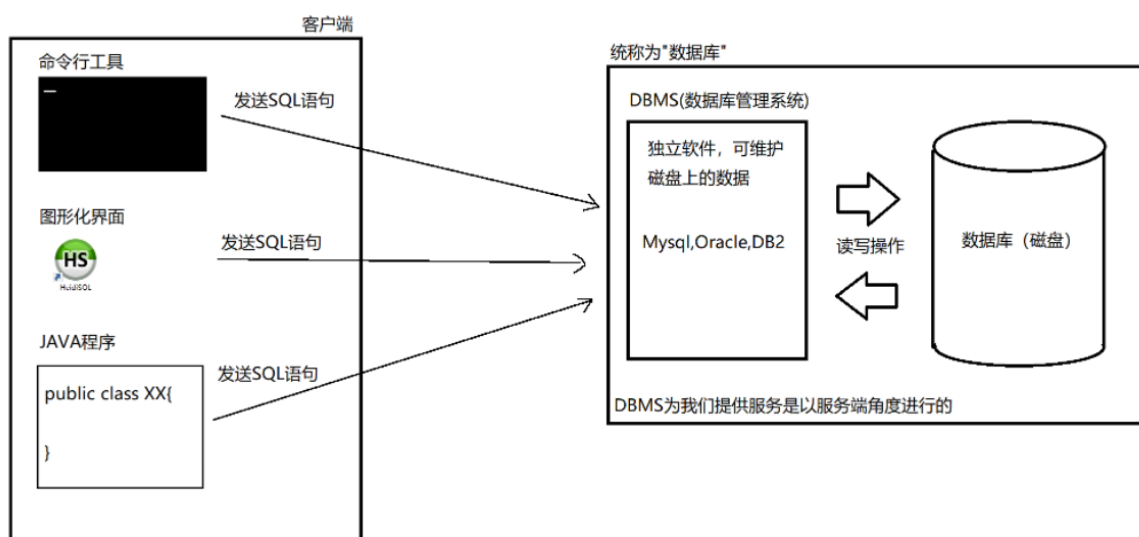 客户端
命令行工具
发送SQL语句
图形化界面
发送SQL语句
HS
HeidiSQL
JAVA程序
发送SQL语句
public class XX{
}
统称为"数据库"
DBMS(数据库管理系统)
独立软件，可维护
磁盘上的数据
Mysql,Oracle,DB2
读写操作
数据库（磁盘）
DBMS为我们提供服务是以服务端角度进行的